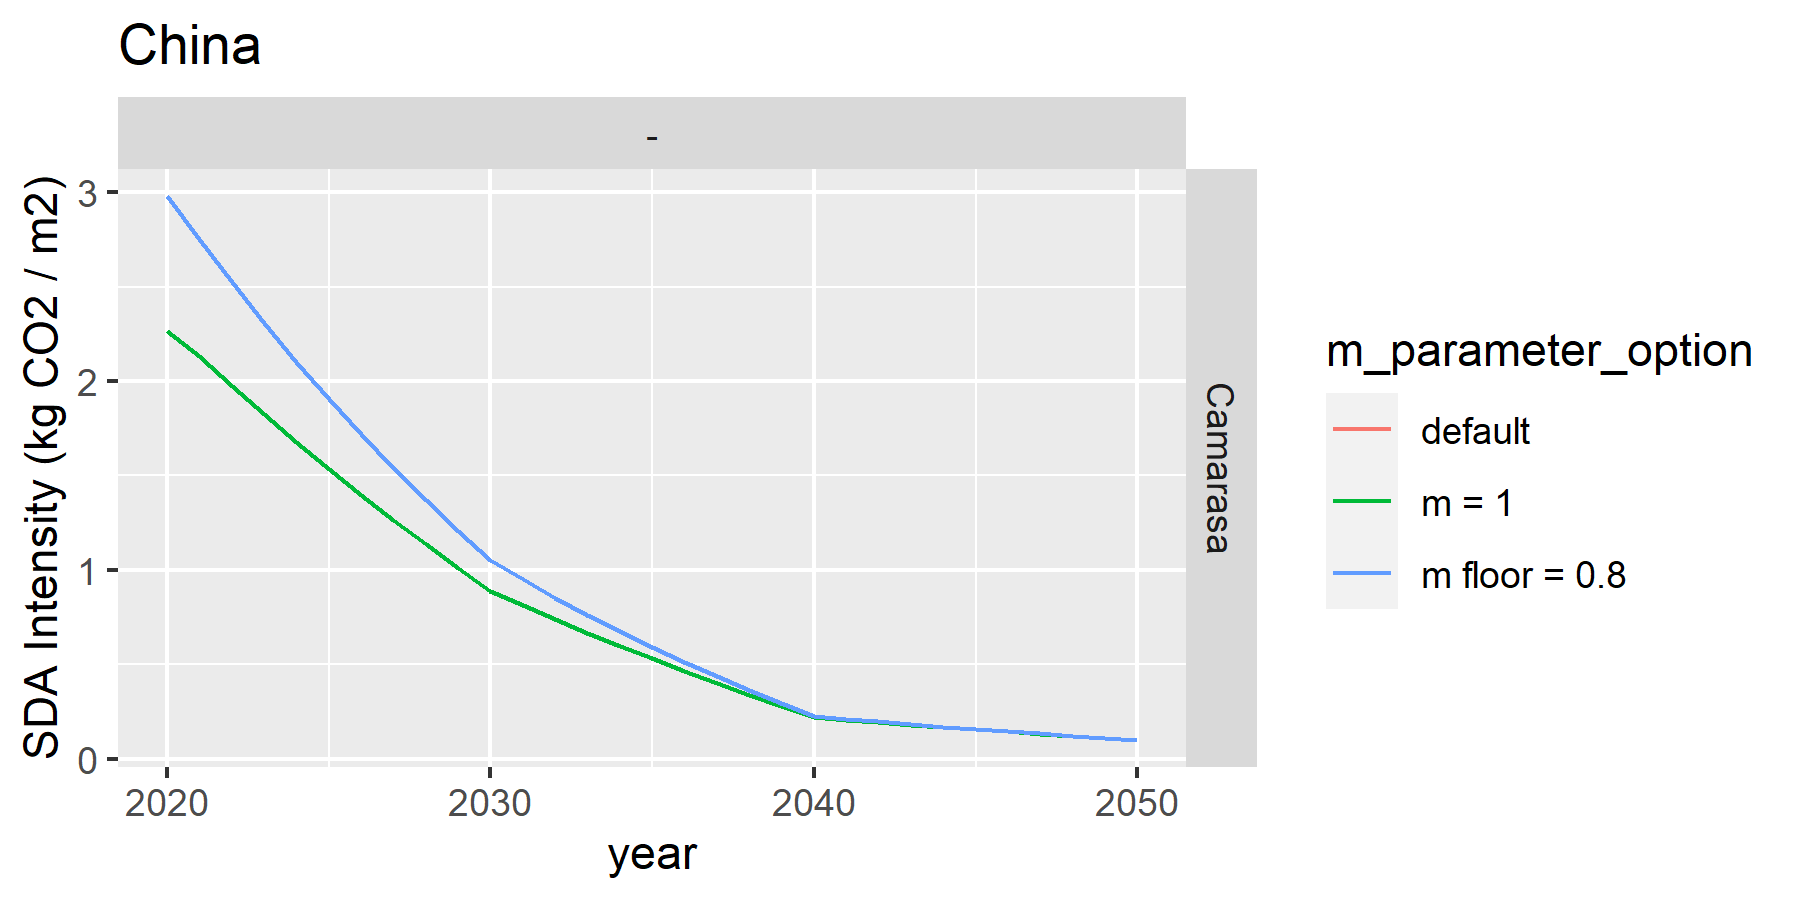 China
-
Camarasa
SDA Intensity (kg CO2 / m2)
3
2
1
0
2020 2030 2040 2050
year
m_parameter_option
default
m = 1
m floor = 0.8